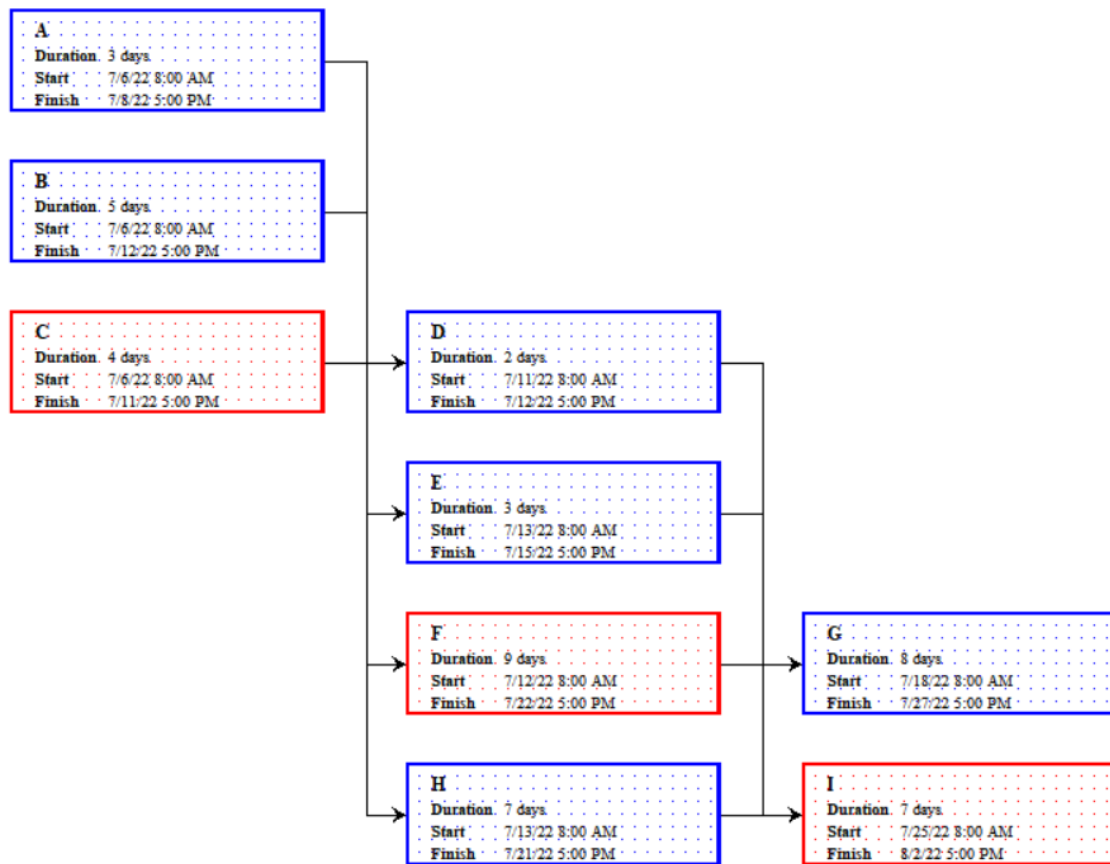 A
Duration 3 days
Start 7/6/22 8:00 AM
Finish 7/8/22 5:00 PM
B
Duration 5 days
Start 7/6/22 8:00 AM
Finish 7/12/22 5:00 PM
C
Duration 4 days
Start 7/6/22 8:00 AM
Finish 7/11/22 5:00 PM
D
Duration 2 days
Start 7/11/22 8:00 AM
Finish 7/12/22 5:00 PM
E
Duration 3 days
Start 7/13/22 8:00 AM
Finish 7/15/22 5:00 PM
F
Duration 9 days
Start 7/12/22 8:00 AM
Finish 7/22/22 5:00 PM
G
Duration 8 days
Start 7/18/22 8:00 AM
Finish 7/27/22 5:00 PM
H
Duration 7 days
Start 7/13/22 8:00 AM
Finish 7/21/22 5:00 PM
I
Duration 7 days
Start 7/25/22 8:00 AM
Finish 8/2/22 5:00 PM